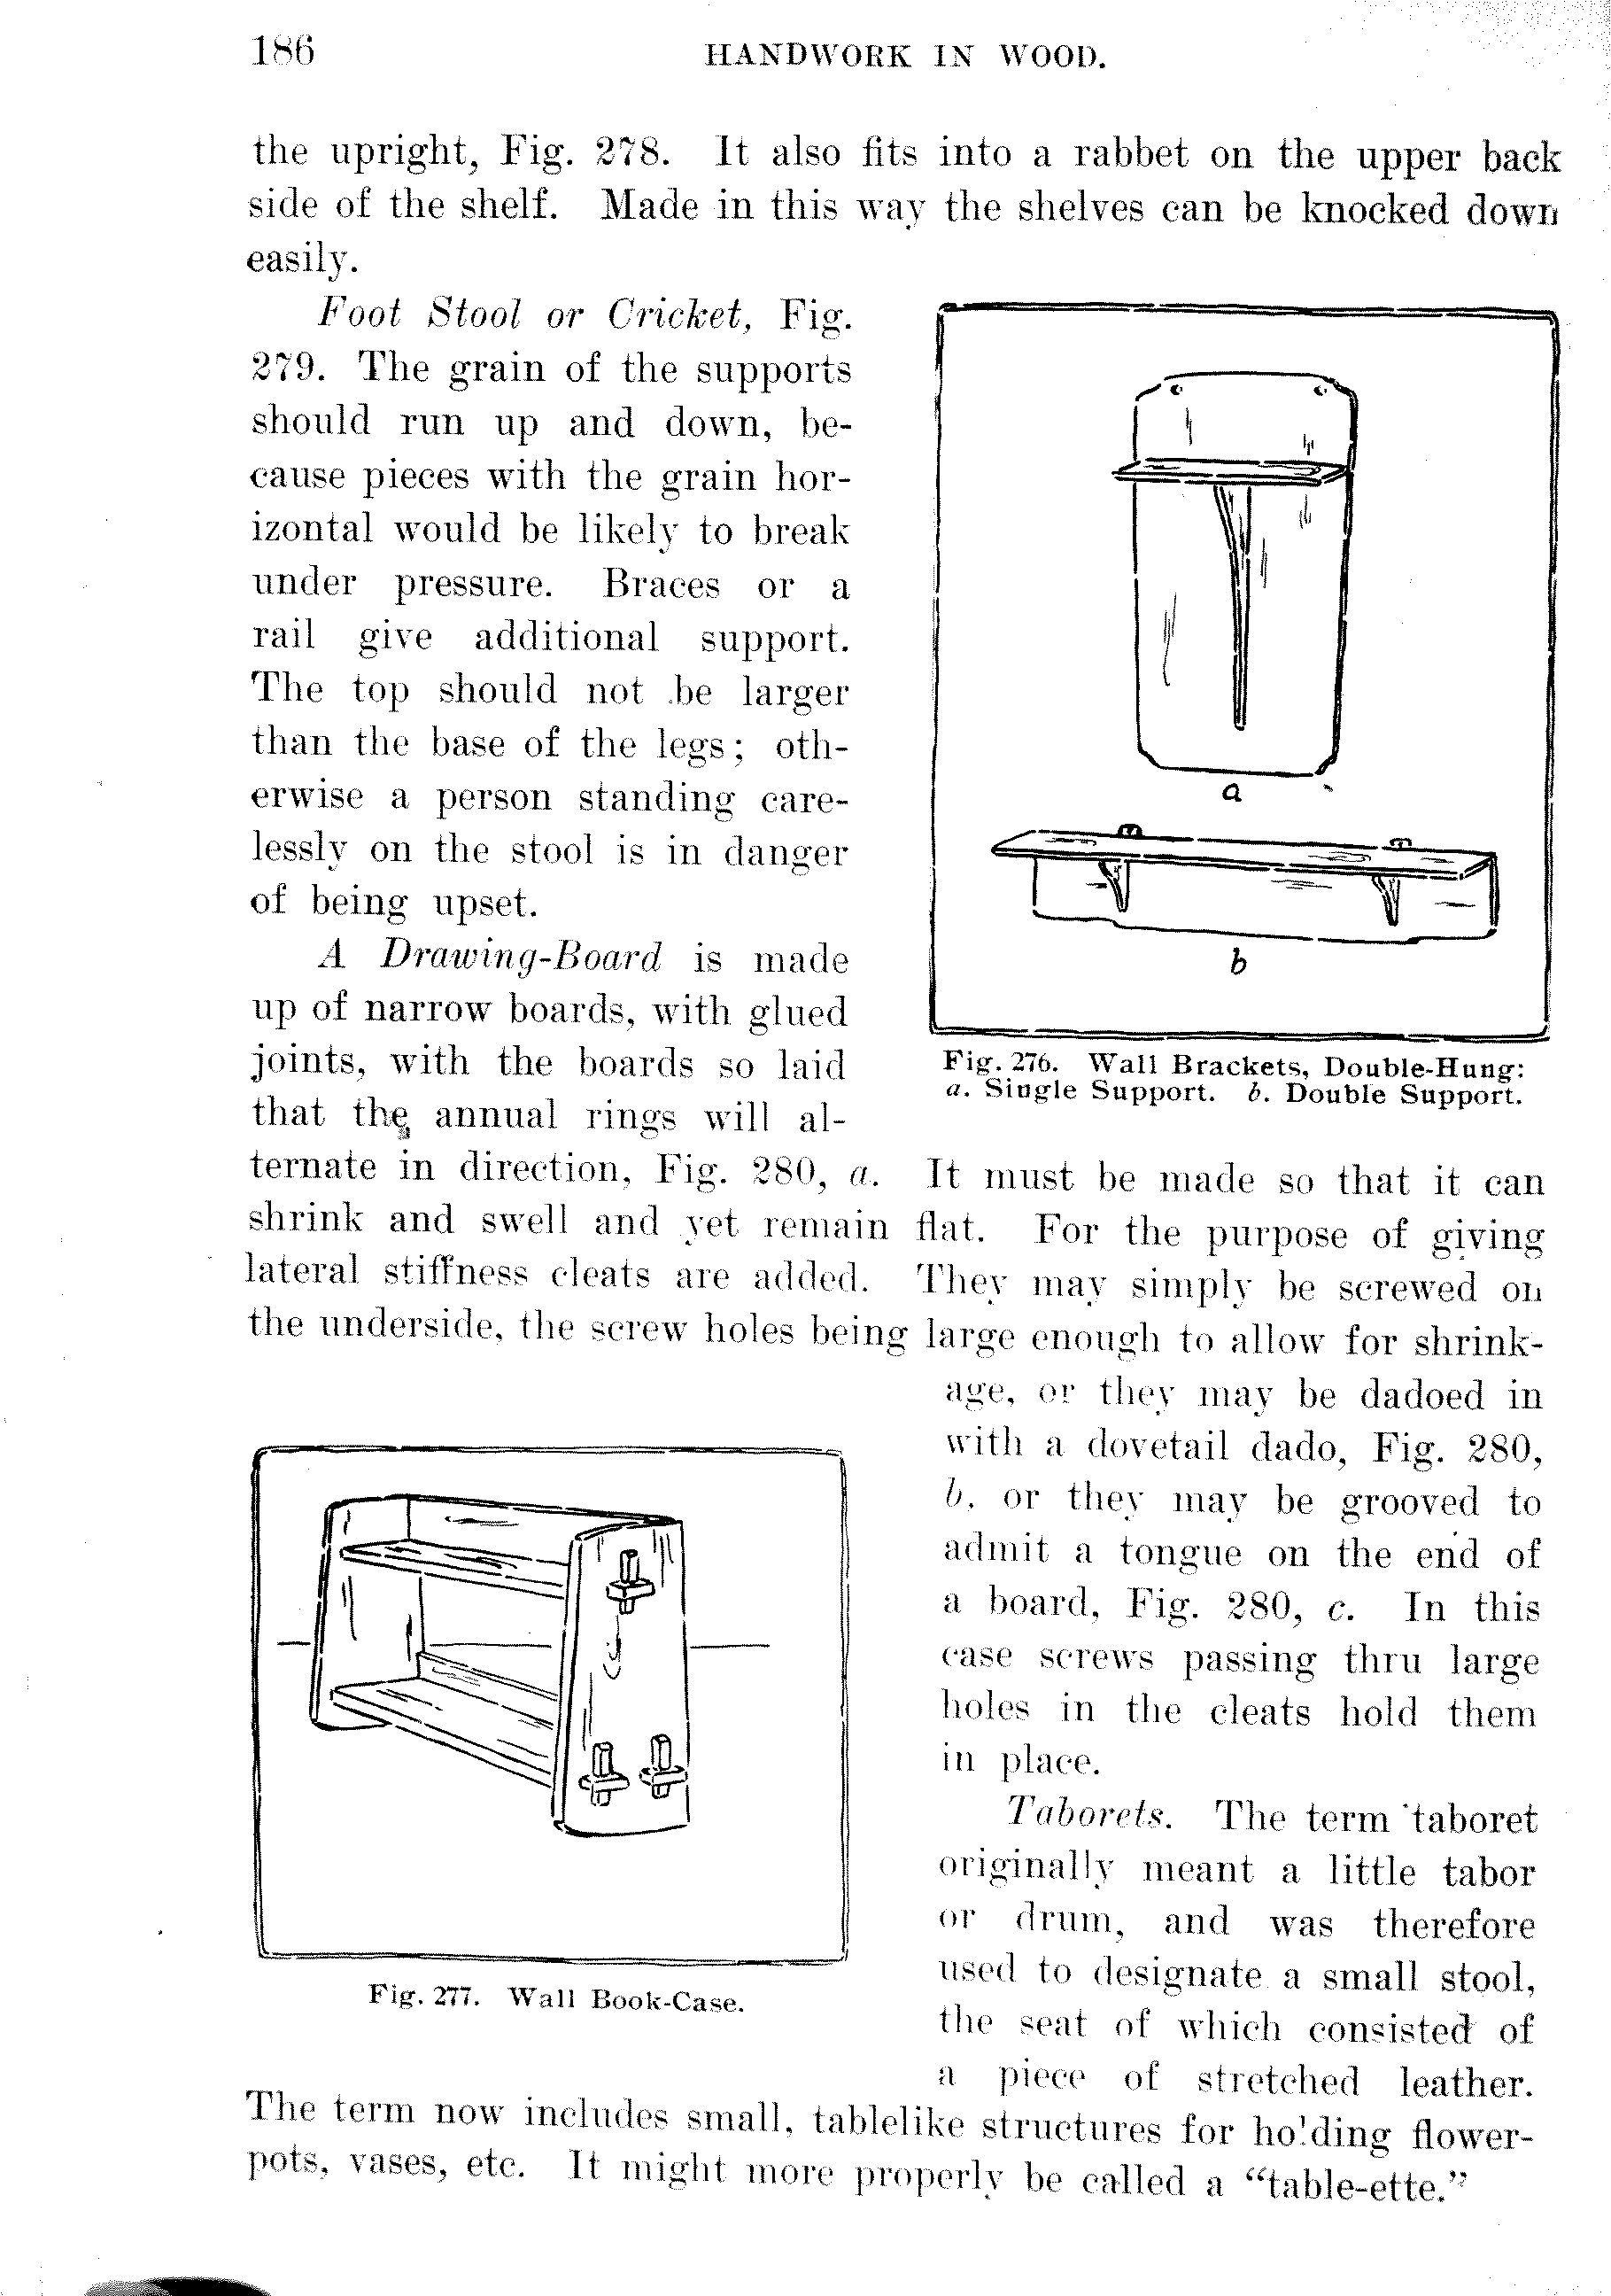 186
HANDWORK IN WOOD.
the upright, Fig. 278. It also fits into a rabbet on the upper back
side of the shelf. Made in this way the shelves can be knocked down
easily.
Foot Stool or Cricket, Fig.
279. The grain of the supports
should run up and down, be-
cause pieces with the grain hor-
izontal would be likely to break
under pressure. Braces or a
rail give additional support.
The top should not be larger
than the base of the legs; oth-
erwise a person standing care-
lessly on the stool is in danger
of being upset.
A Drawing-Board is made
up of narrow boards, with glued
joints, with the boards so laid
that the annual rings will al-
a
b
Fig. 276. Wall Brackets, Double-Hung:
a. Single Support. b. Double Support.
ternate in direction, Fig. 280, a. It must be made so that it can
shrink and swell and yet remain flat. For the purpose of giving
lateral stiffness cleats are added. They may simply be screwed on
the underside, the screw holes being large enough to allow for shrink-
age, or they may be dadoed in
with a dovetail dado, Fig. 280,
b, or they may be grooved to
admit a tongue on the end of
a board, Fig. 280, c. In this
case screws passing thru large
holes in the cleats hold them
in place.
Taborets. The term taboret
originally meant a little tabor
or drum, and was therefore
used to designate a small stool,
the seat of which consisted of
a piece of stretched leather.
Fig. 277. Wall Book-Case.
The term now includes small, tablelike structures for holding flower-
pots, vases, etc. It might more properly be called a "table-ette."